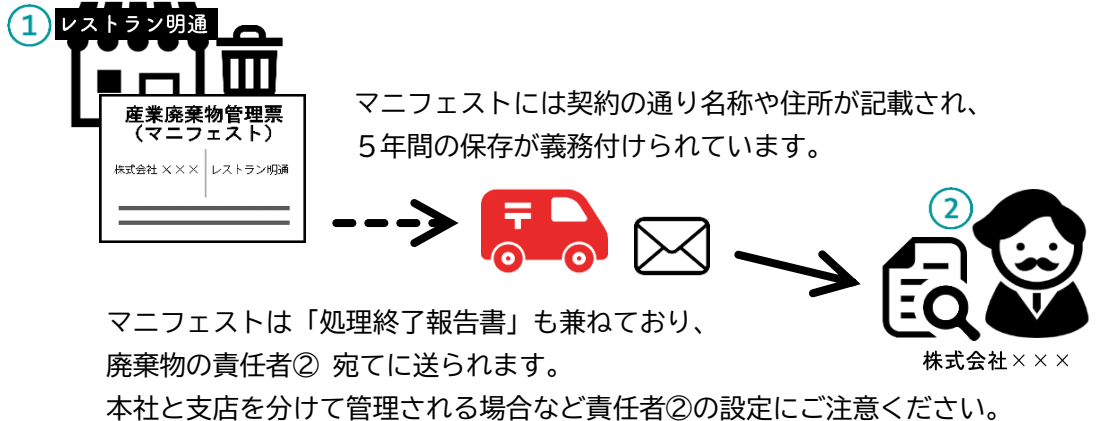 ① レストラン明通
産業廃棄物管理票
（マニフェスト）
株式会社 ××× レストラン明通
マニフェストには契約の通り名称や住所が記載され、
５年間の保存が義務付けられています。
〒
②
株式会社×××
マニフェストは「処理終了報告書」も兼ねており、
廃棄物の責任者② 宛てに送られます。
本社と支店を分けて管理される場合など責任者②の設定にご注意ください。